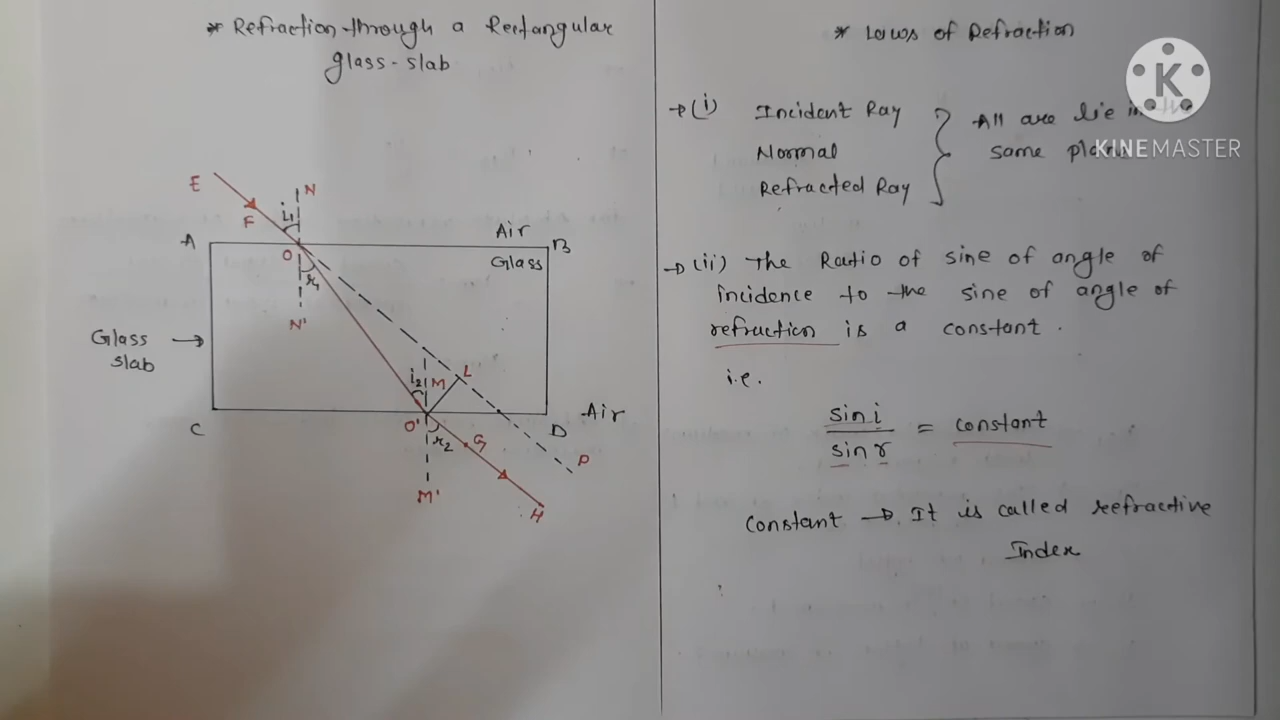 * Refraction through a Rectangular
glass-slab
E
N
F
i1
A
Air
B
O
Glass
r1
N'
Glass
slab
i2
M
L
Air
C
O'
r2
G
D
P
M'
H
* Laws of Refraction
→ (i) Incident Ray
Normal
Refracted Ray
All are lie in the
same plane
→ (ii) The Ratio of sine of angle of
incidence to the sine of angle of
refraction is a constant.
i.e.
sin i
sin r
= constant
Constant → It is called reefractive
Index
K
KINEMASTER